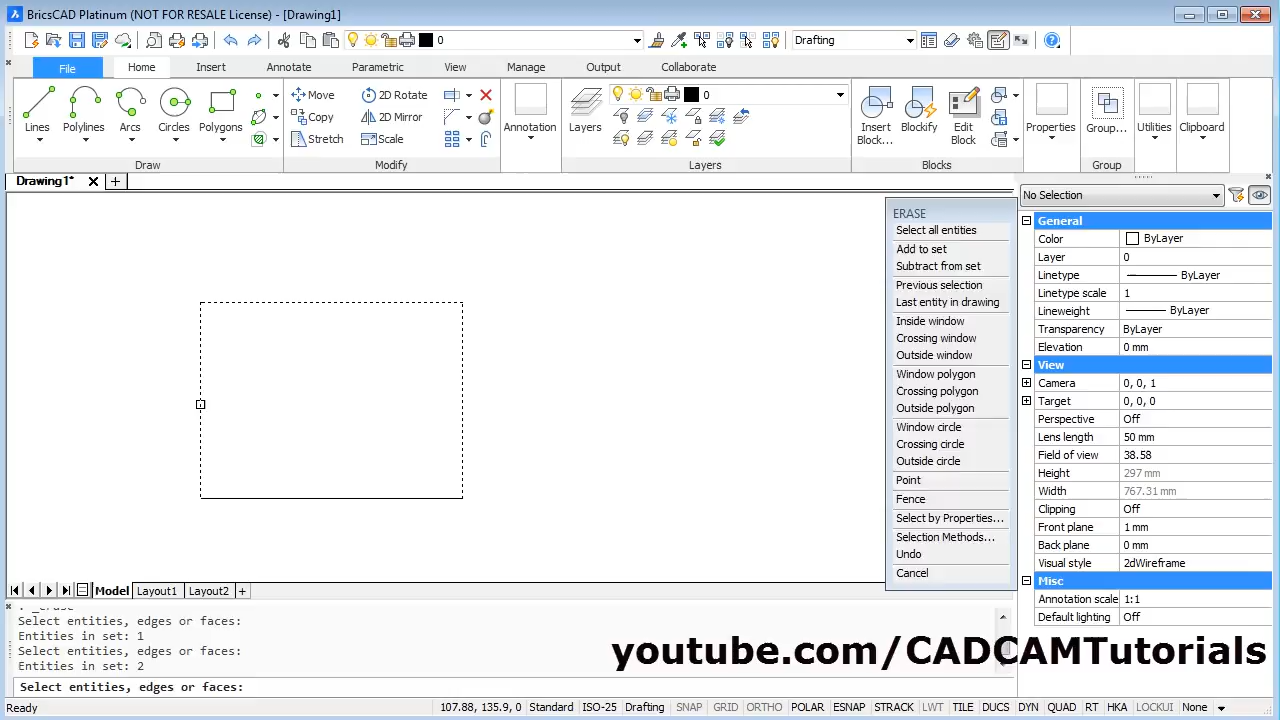 BricsCAD Platinum (NOT FOR RESALE License) - [Drawing1]
0
Drafting
File
Home
Insert
Annotate
Parametric
View
Manage
Output
Collaborate
Lines
Polylines
Arcs
Circles
Polygons
Draw
Move
Copy
Stretch
2D Rotate
2D Mirror
Scale
Modify
Annotation
Layers
0
Layers
Insert Block...
Blockify
Edit Block
Blocks
Properties
Group...
Group
Utilities
Clipboard
Drawing1*
ERASE
Select all entities
Add to set
Subtract from set
Previous selection
Last entity in drawing
Inside window
Crossing window
Outside window
Window polygon
Crossing polygon
Outside polygon
Window circle
Crossing circle
Outside circle
Point
Fence
Select by Properties...
Selection Methods...
Undo
Cancel
No Selection
General
Color ByLayer
Layer 0
Linetype ByLayer
Linetype scale 1
Lineweight ByLayer
Transparency ByLayer
Elevation 0 mm
View
Camera 0, 0, 1
Target 0, 0, 0
Perspective Off
Lens length 50 mm
Field of view 38.58
Height 297 mm
Width 767.31 mm
Clipping Off
Front plane 1 mm
Back plane 0 mm
Visual style 2dWireframe
Misc
Annotation scale 1:1
Default lighting Off
Model
Layout1
Layout2
: _erase
Select entities, edges or faces:
Entities in set: 1
Select entities, edges or faces:
Entities in set: 2
Select entities, edges or faces:
youtube.com/CADCAMTutorials
Ready
107.88, 135.9, 0 Standard ISO-25 Drafting SNAP GRID ORTHO POLAR ESNAP STRACK LWT TILE DUCS DYN QUAD RT HKA LOCKUI None